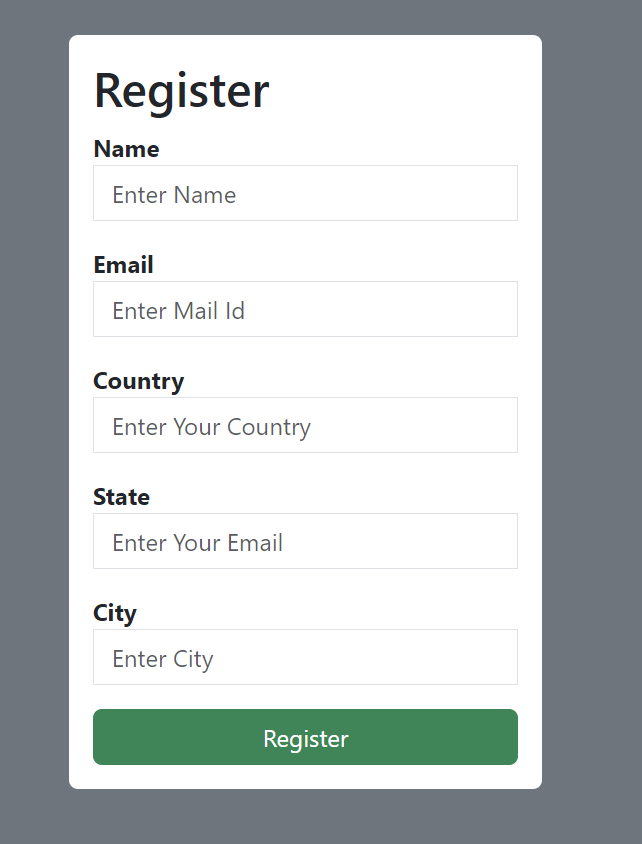 Register
Name
Enter Name
Email
Enter Mail Id
Country
Enter Your Country
State
Enter Your Email
City
Enter City
Register